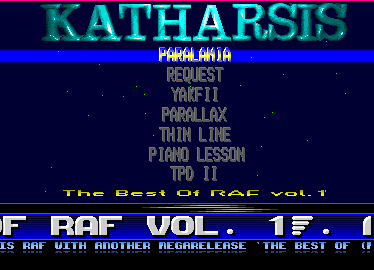 KATHARSIS
PARALAKIA
REQUEST
YAKFII
PARALLAX
THIN LINE
PIANO LESSON
TPD II
The Best Of RAF vol.1
OF RAF VOL. 1
IS RAF WITH ANOTHER MEGARELEASE 'THE BEST OF